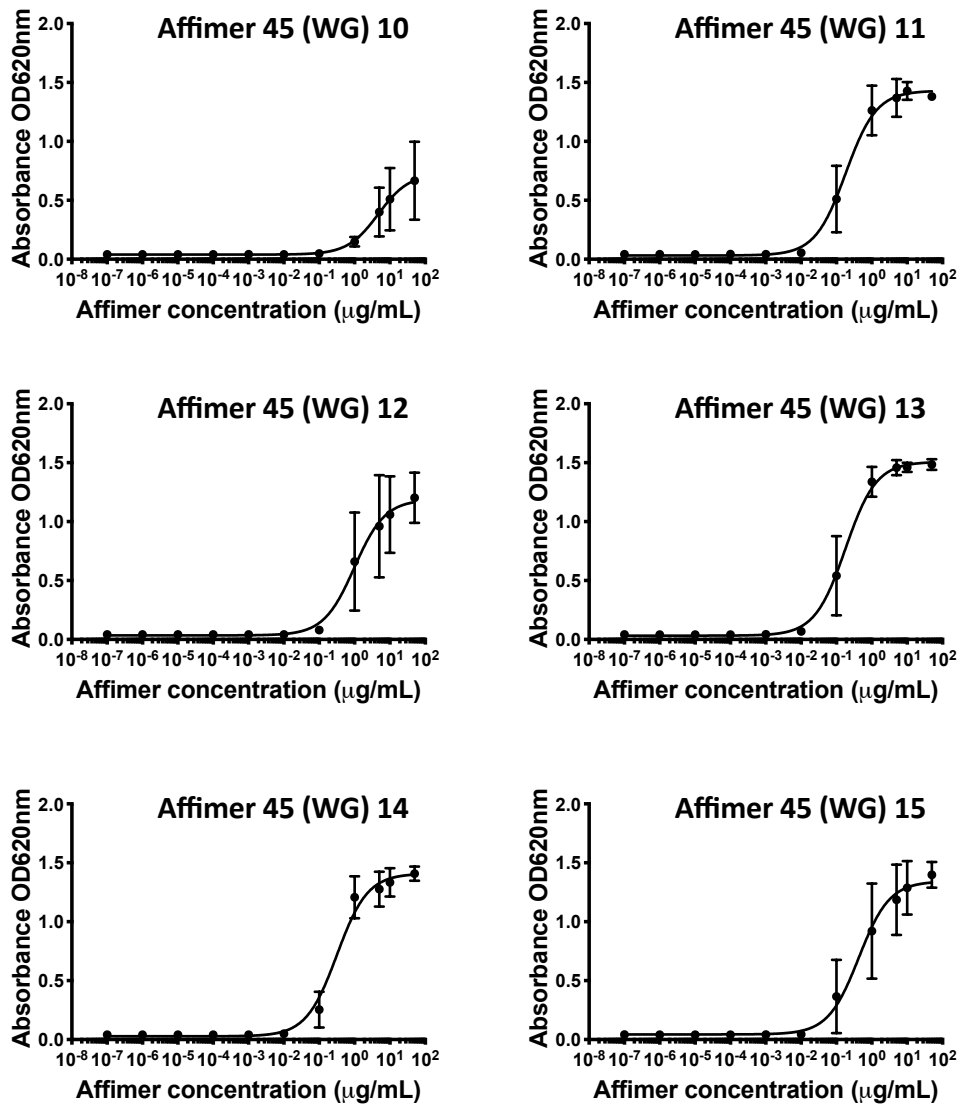 Affimer 45 (WG) 10
Absorbance OD620nm
2.0
1.5
1.0
0.5
0.0
10-7 10-6 10-5 10-4 10-3 10-2 10-1 100 101 102
10-8
Affimer concentration (μg/mL)
Affimer 45 (WG) 11
Absorbance OD620nm
2.0
1.5
1.0
0.5
0.0
10-8 10-7 10-6 10-5 10-4 10-3 10-2 10-1 100 101 102
Affimer concentration (μg/mL)
Affimer 45 (WG) 12
Absorbance OD620nm
2.0
1.5
1.0
0.5
0.0
10-8 10-7 10-6 10-5 10-4 10-3 10-2 10-1 100 101 102
Affimer concentration (μg/mL)
Affimer 45 (WG) 13
Absorbance OD620nm
2.0
1.5
1.0
0.5
0.0
10-8 10-7 10-6 10-5 10-4 10-3 10-2 10-1 100 101 102
Affimer concentration (μg/mL)
Affimer 45 (WG) 14
Absorbance OD620nm
2.0
1.5
1.0
0.5
0.0
10-8 10-7 10-6 10-5 10-4 10-3 10-2 10-1 100 101 102
Affimer concentration (μg/mL)
Affimer 45 (WG) 15
Absorbance OD620nm
2.0
1.5
1.0
0.5
0.0
10-8 10-7 10-6 10-5 10-4 10-3 10-2 10-1 100 101 102
Affimer concentration (μg/mL)